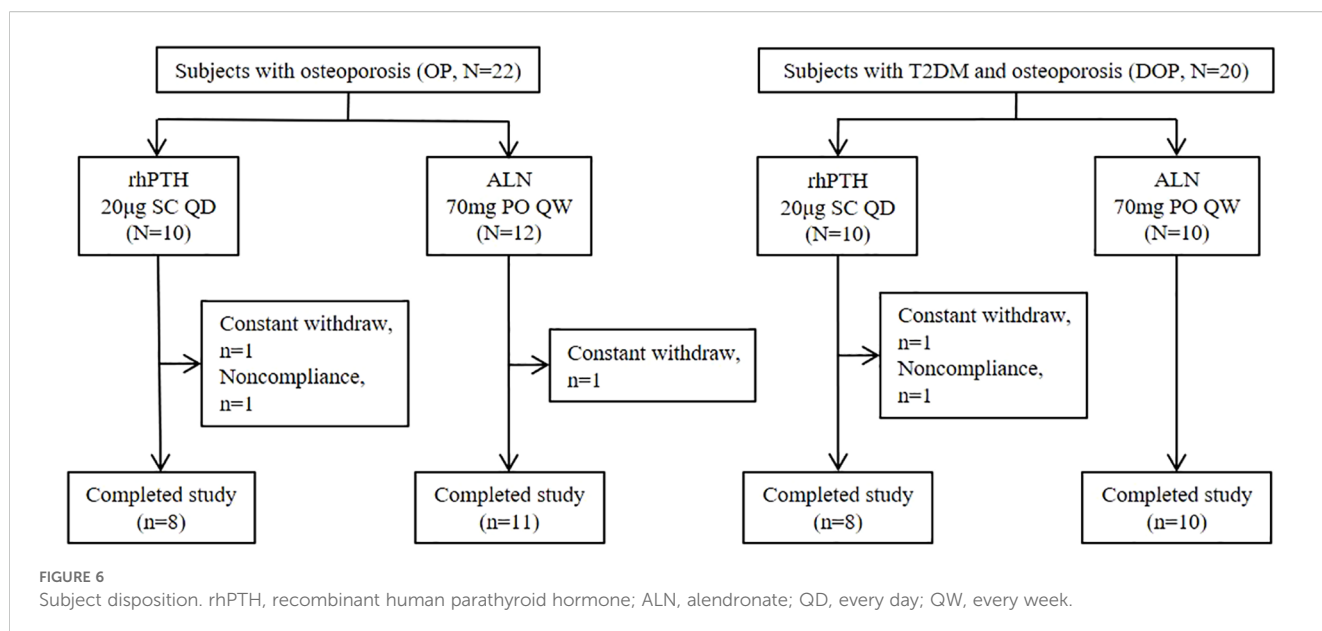 Subjects with osteoporosis (OP, N=22)
Subjects with T2DM and osteoporosis (DOP, N=20)
rhPTH
20μg SC QD
(N=10)
ALN
70mg PO QW
(N=12)
rhPTH
20μg SC QD
(N=10)
ALN
70mg PO QW
(N=10)
Constant withdraw,
n=1
Noncompliance,
n=1
Constant withdraw,
n=1
Constant withdraw,
n=1
Noncompliance,
n=1
Completed study
(n=8)
Completed study
(n=11)
Completed study
(n=8)
Completed study
(n=10)
FIGURE 6
Subject disposition. rhPTH, recombinant human parathyroid hormone; ALN, alendronate; QD, every day; QW, every week.